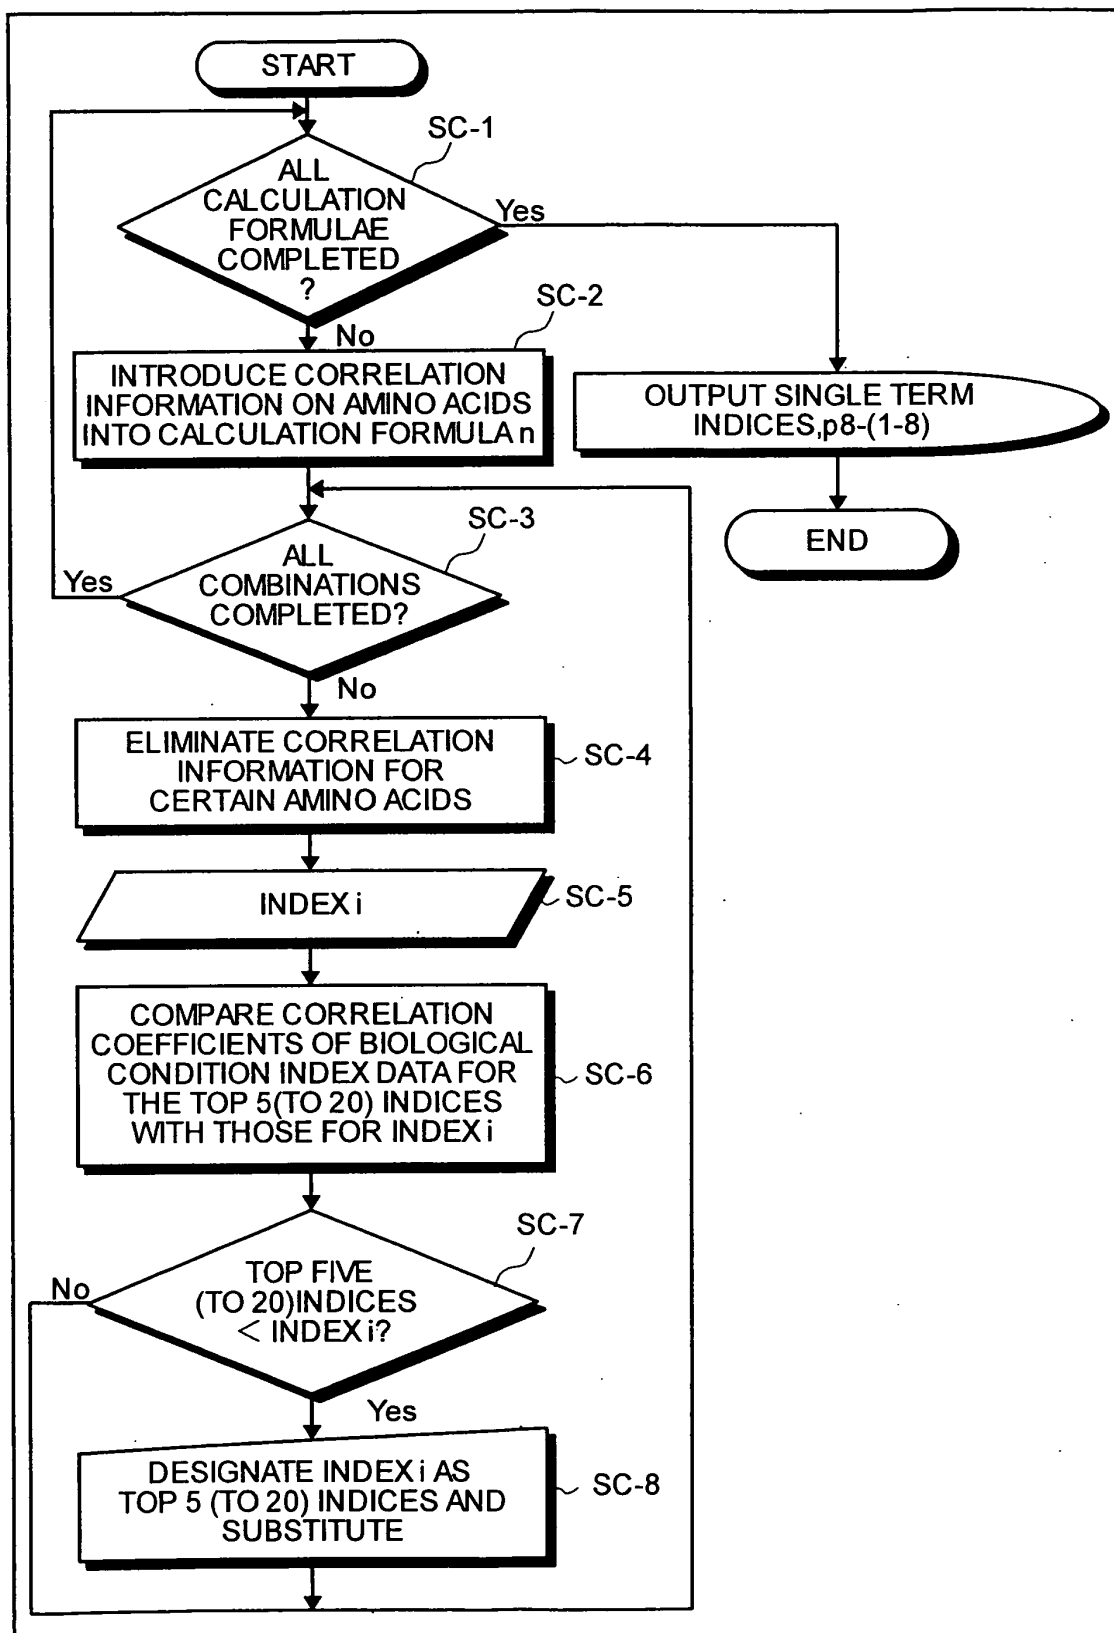 START
SC-1
ALL
CALCULATION
FORMULAE
COMPLETED
?
Yes
No
SC-2
INTRODUCE CORRELATION
INFORMATION ON AMINO ACIDS
INTO CALCULATION FORMULA n
OUTPUT SINGLE TERM
INDICES,p8-(1-8)
END
SC-3
ALL
COMBINATIONS
COMPLETED?
Yes
No
ELIMINATE CORRELATION
INFORMATION FOR
CERTAIN AMINO ACIDS
SC-4
INDEX i
SC-5
COMPARE CORRELATION
COEFFICIENTS OF BIOLOGICAL
CONDITION INDEX DATA FOR
THE TOP 5(TO 20) INDICES
WITH THOSE FOR INDEX i
SC-6
SC-7
TOP FIVE
(TO 20)INDICES
< INDEX i?
No
Yes
DESIGNATE INDEX i AS
TOP 5 (TO 20) INDICES AND
SUBSTITUTE
SC-8